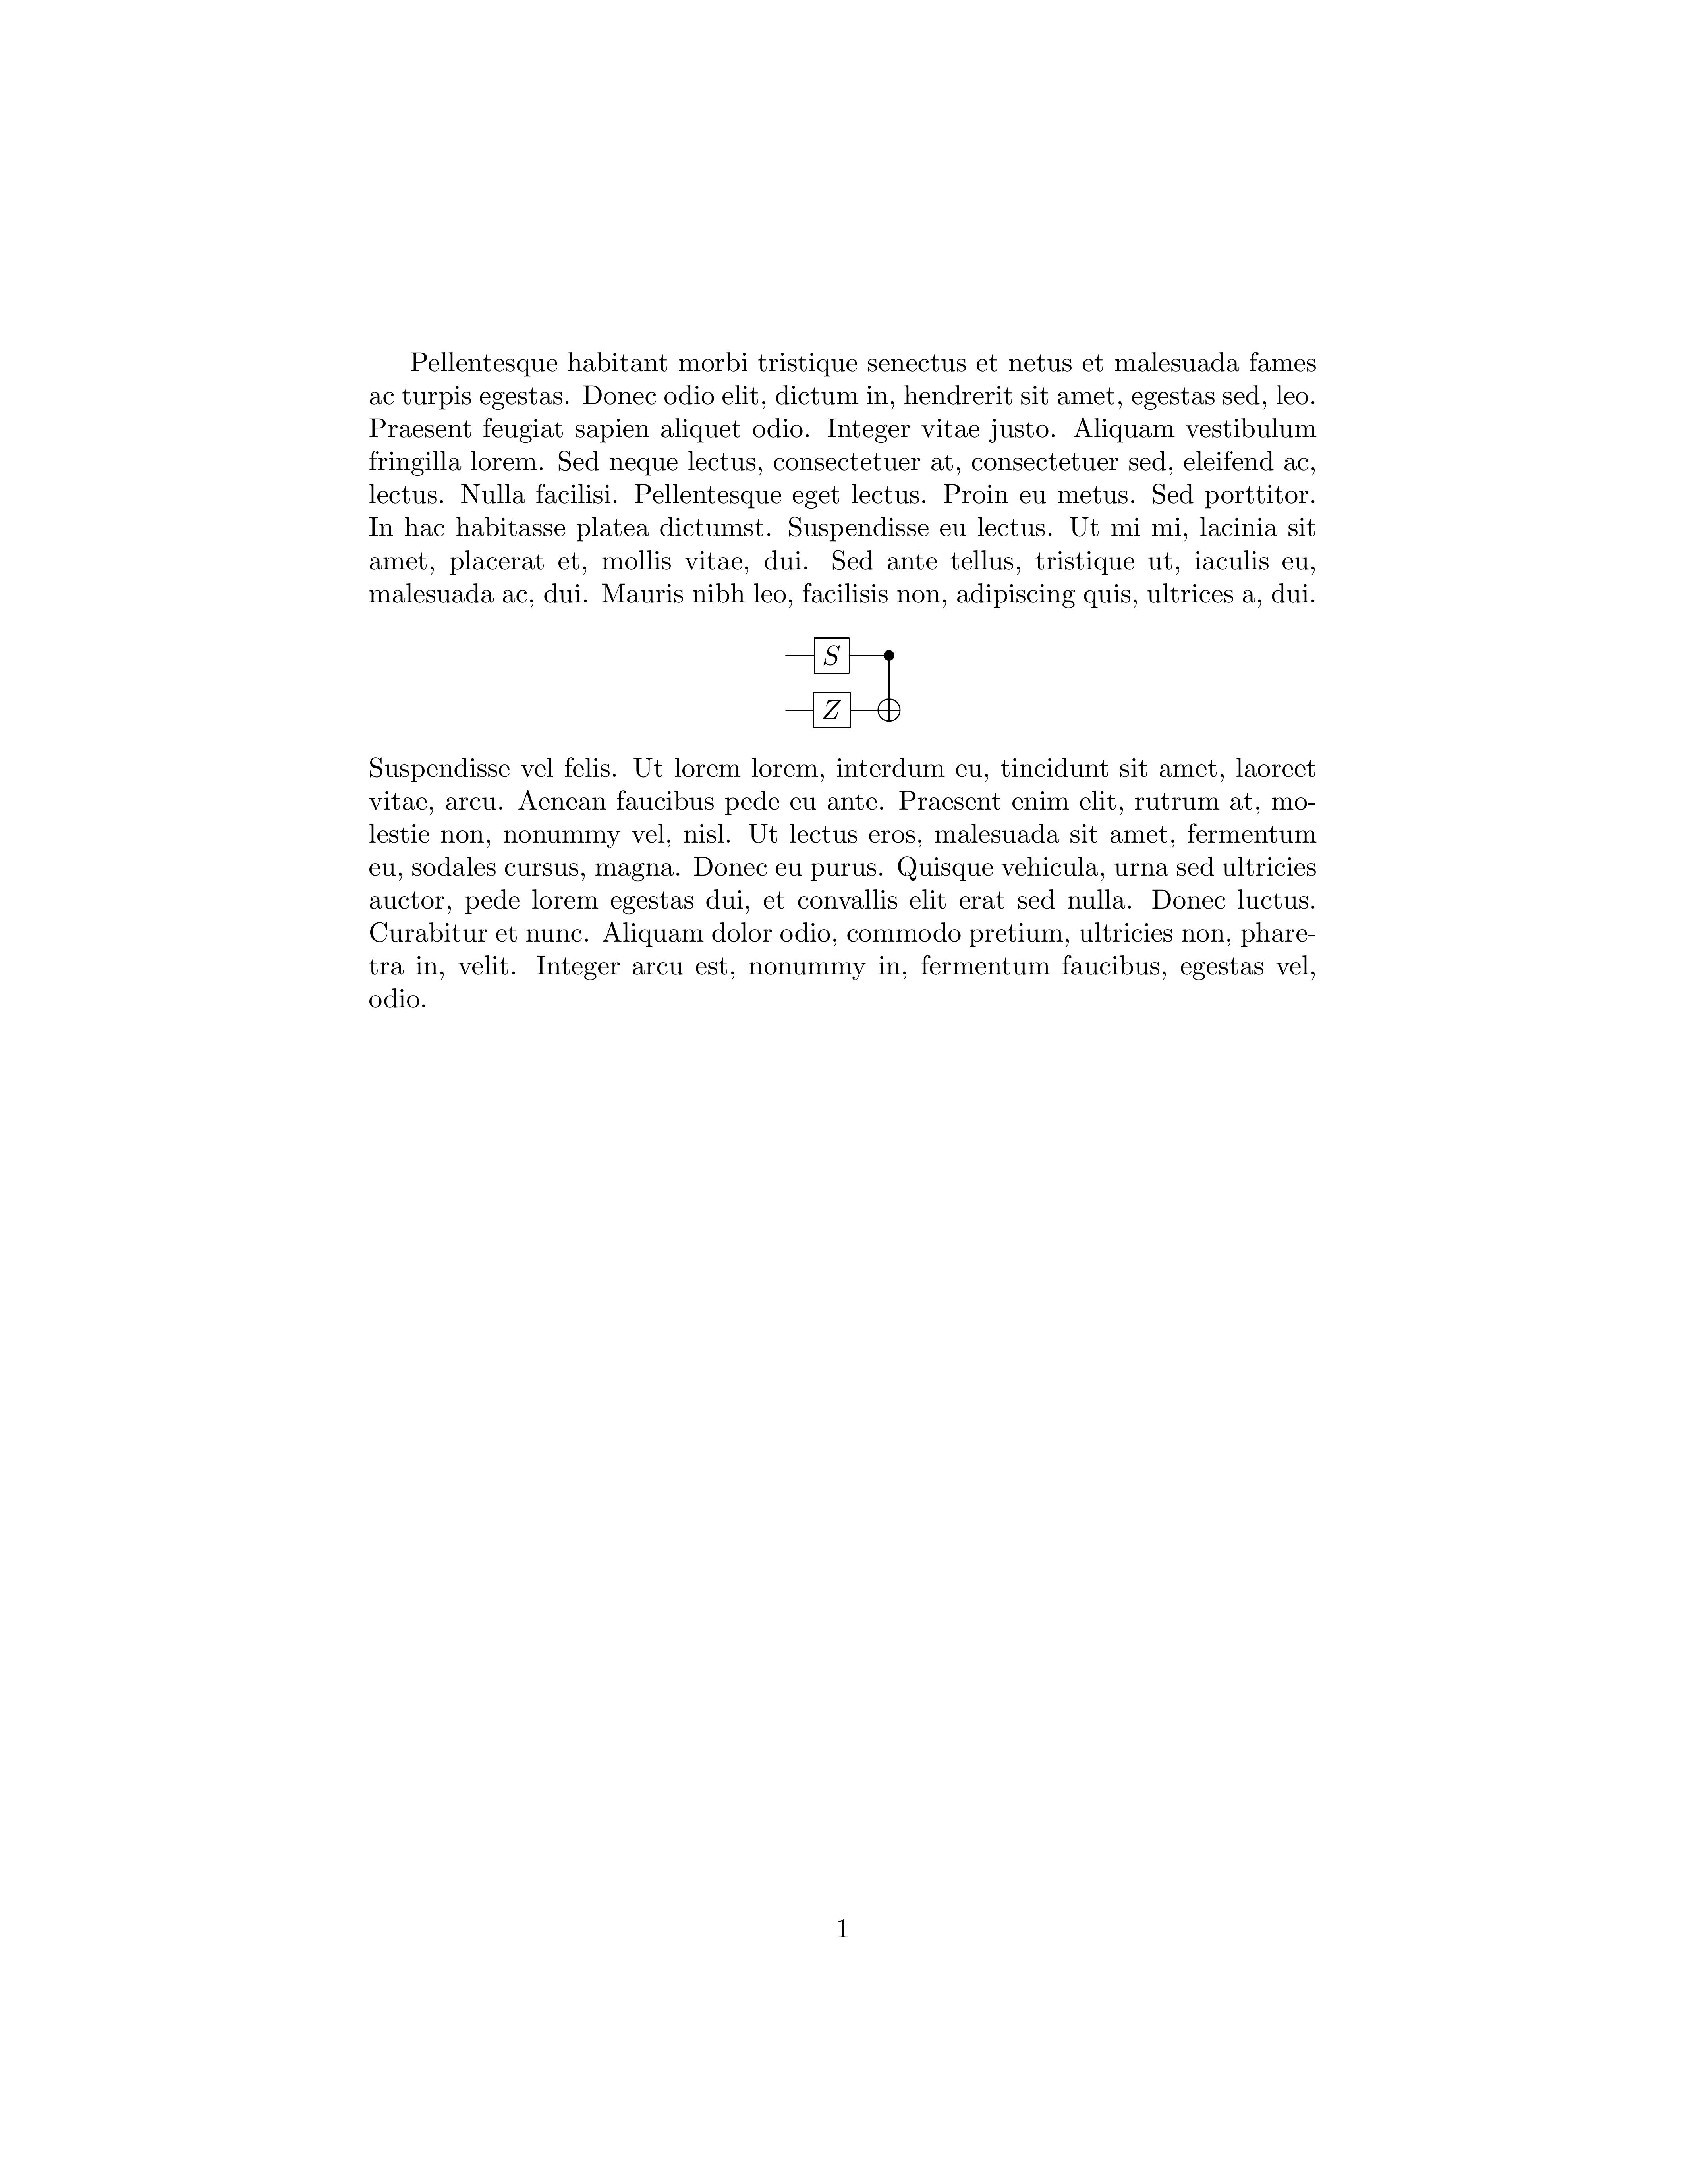 Pellentesque habitant morbi tristique senectus et netus et malesuada fames
ac turpis egestas. Donec odio elit, dictum in, hendrerit sit amet, egestas sed, leo.
Praesent feugiat sapien aliquet odio. Integer vitae justo. Aliquam vestibulum
fringilla lorem. Sed neque lectus, consectetuer at, consectetuer sed, eleifend ac,
lectus. Nulla facilisi. Pellentesque eget lectus. Proin eu metus. Sed porttitor.
In hac habitasse platea dictumst. Suspendisse eu lectus. Ut mi mi, lacinia sit
amet, placerat et, mollis vitae, dui. Sed ante tellus, tristique ut, iaculis eu,
malesuada ac, dui. Mauris nibh leo, facilisis non, adipiscing quis, ultrices a, dui.
S
Z
Suspendisse vel felis. Ut lorem lorem, interdum eu, tincidunt sit amet, laoreet
vitae, arcu. Aenean faucibus pede eu ante. Praesent enim elit, rutrum at, mo-
lestie non, nonummy vel, nisl. Ut lectus eros, malesuada sit amet, fermentum
eu, sodales cursus, magna. Donec eu purus. Quisque vehicula, urna sed ultricies
auctor, pede lorem egestas dui, et convallis elit erat sed nulla. Donec luctus.
Curabitur et nunc. Aliquam dolor odio, commodo pretium, ultricies non, phare-
tra in, velit. Integer arcu est, nonummy in, fermentum faucibus, egestas vel,
odio.
1